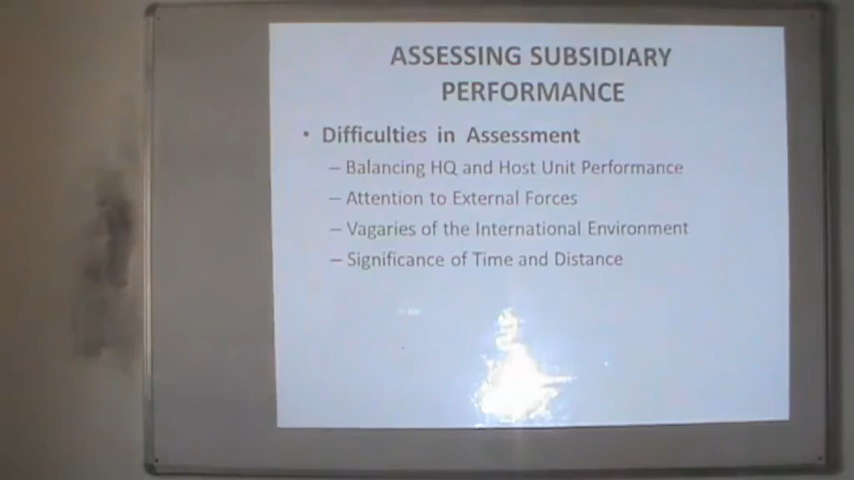 ASSESSING SUBSIDIARY
PERFORMANCE
• Difficulties in Assessment
– Balancing HQ and Host Unit Performance
– Attention to External Forces
– Vagaries of the International Environment
– Significance of Time and Distance